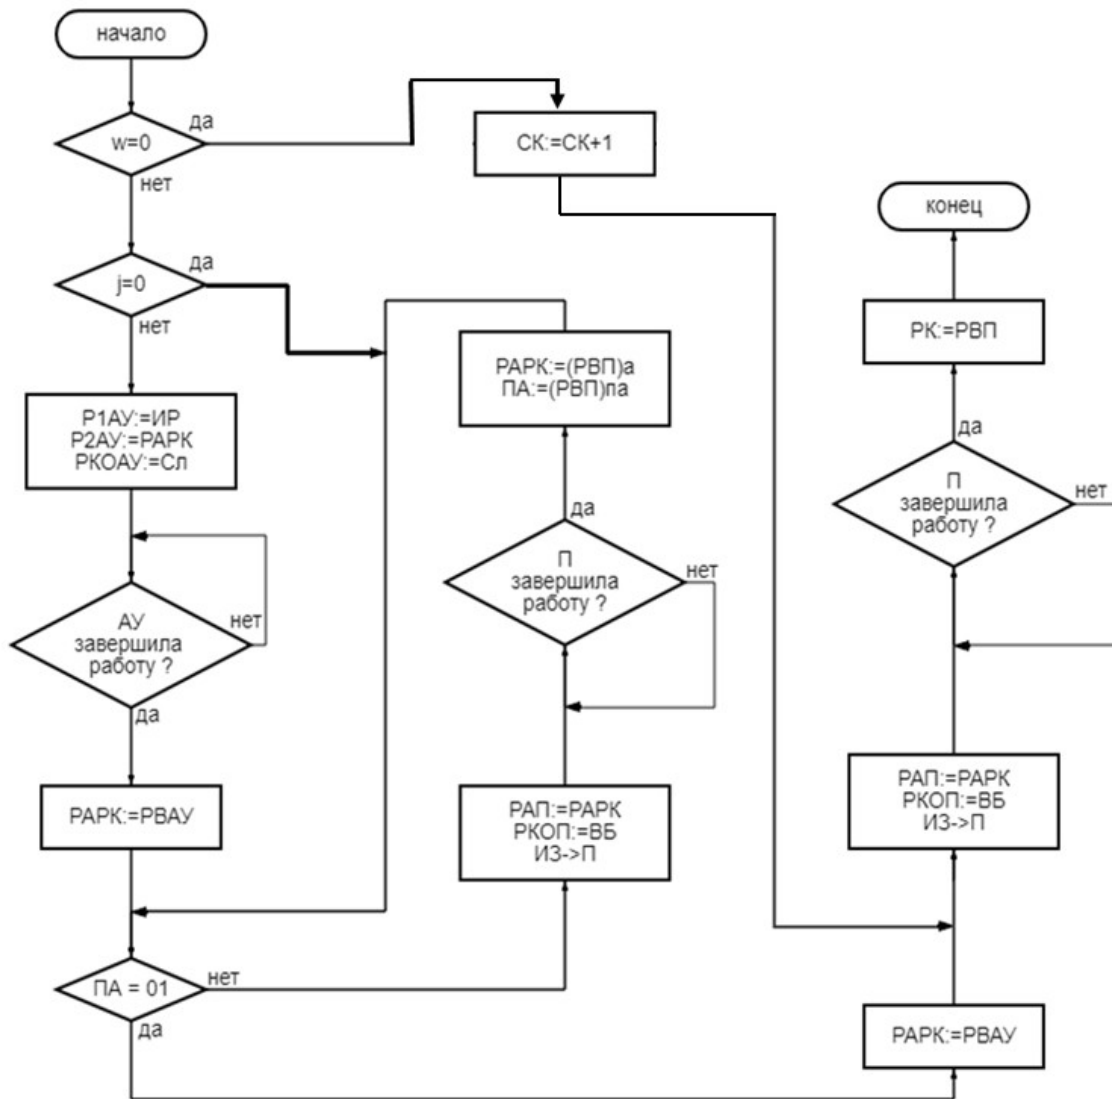 начало
w=0
да
нет
СК:=СК+1
j=0
да
нет
Р1АУ:=ИР
Р2АУ:=РАРК
РКОАУ:=Сл
АУ
завершила
работу ?
нет
да
РАРК:=РВАУ
ПА = 01
нет
да
РАРК:=(РВП)а
ПА:=(РВП)па
да
П
завершила
работу ?
нет
РАП:=РАРК
РКОП:=ВБ
ИЗ->П
конец
РК:=РВП
да
П
завершила
работу ?
нет
РАП:=РАРК
РКОП:=ВБ
ИЗ->П
РАРК:=РВАУ